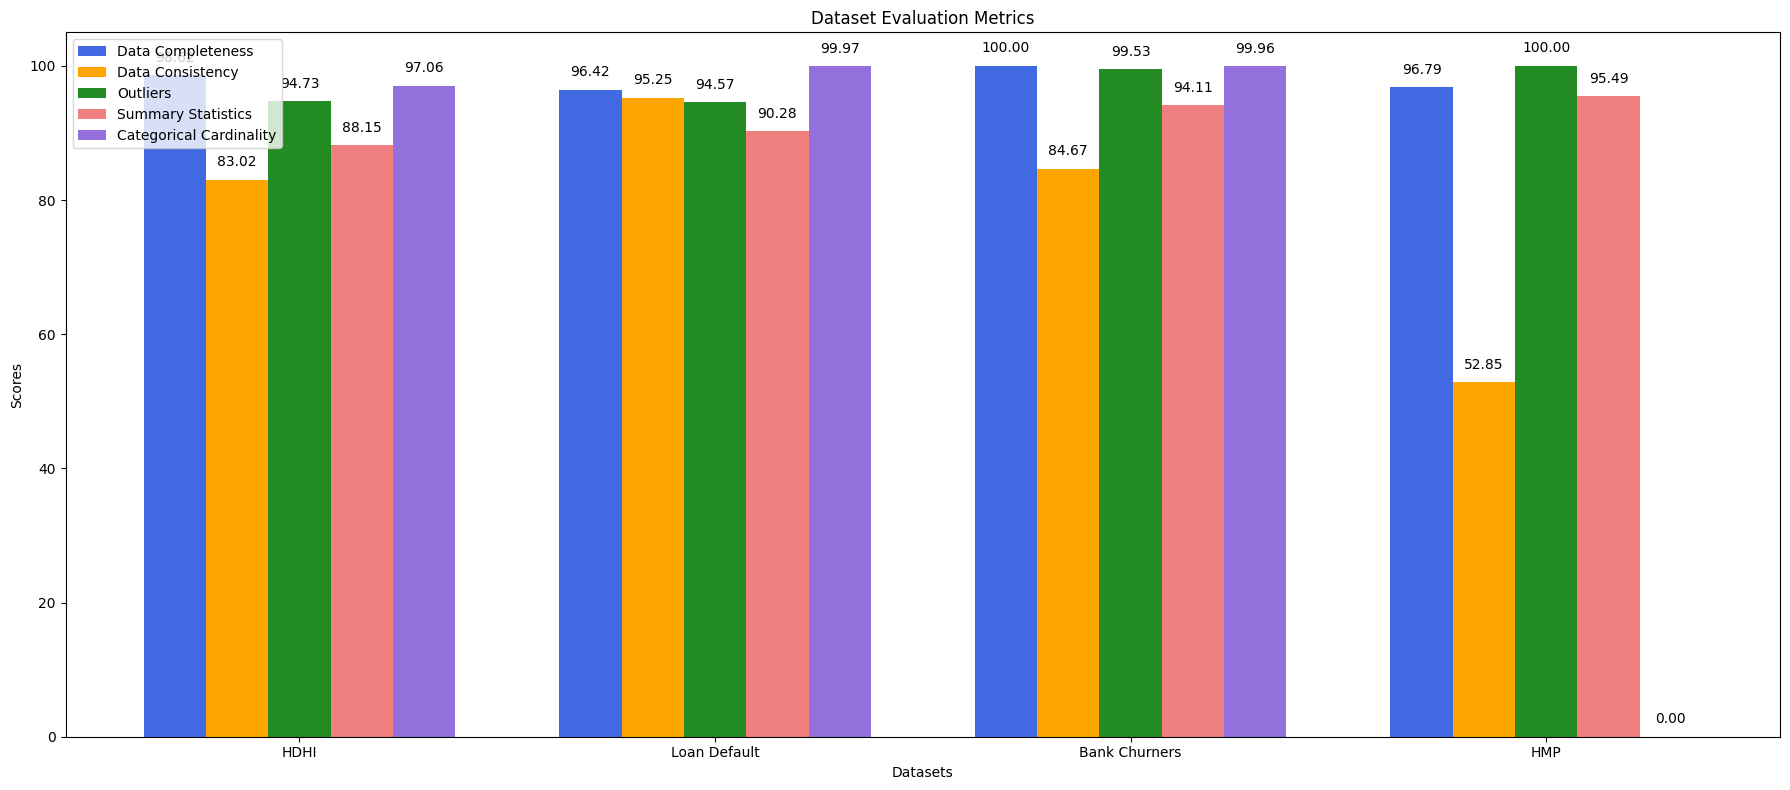 Dataset Evaluation Metrics
Data Completeness
Data Consistency
Outliers
Summary Statistics
Categorical Cardinality
98.62
83.02
94.73
88.15
97.06
96.42
95.25
94.57
90.28
99.97
100.00
84.67
99.53
94.11
99.96
96.79
52.85
100.00
95.49
0.00
100
80
60
40
20
0
Scores
HDHI
Loan Default
Bank Churners
HMP
Datasets